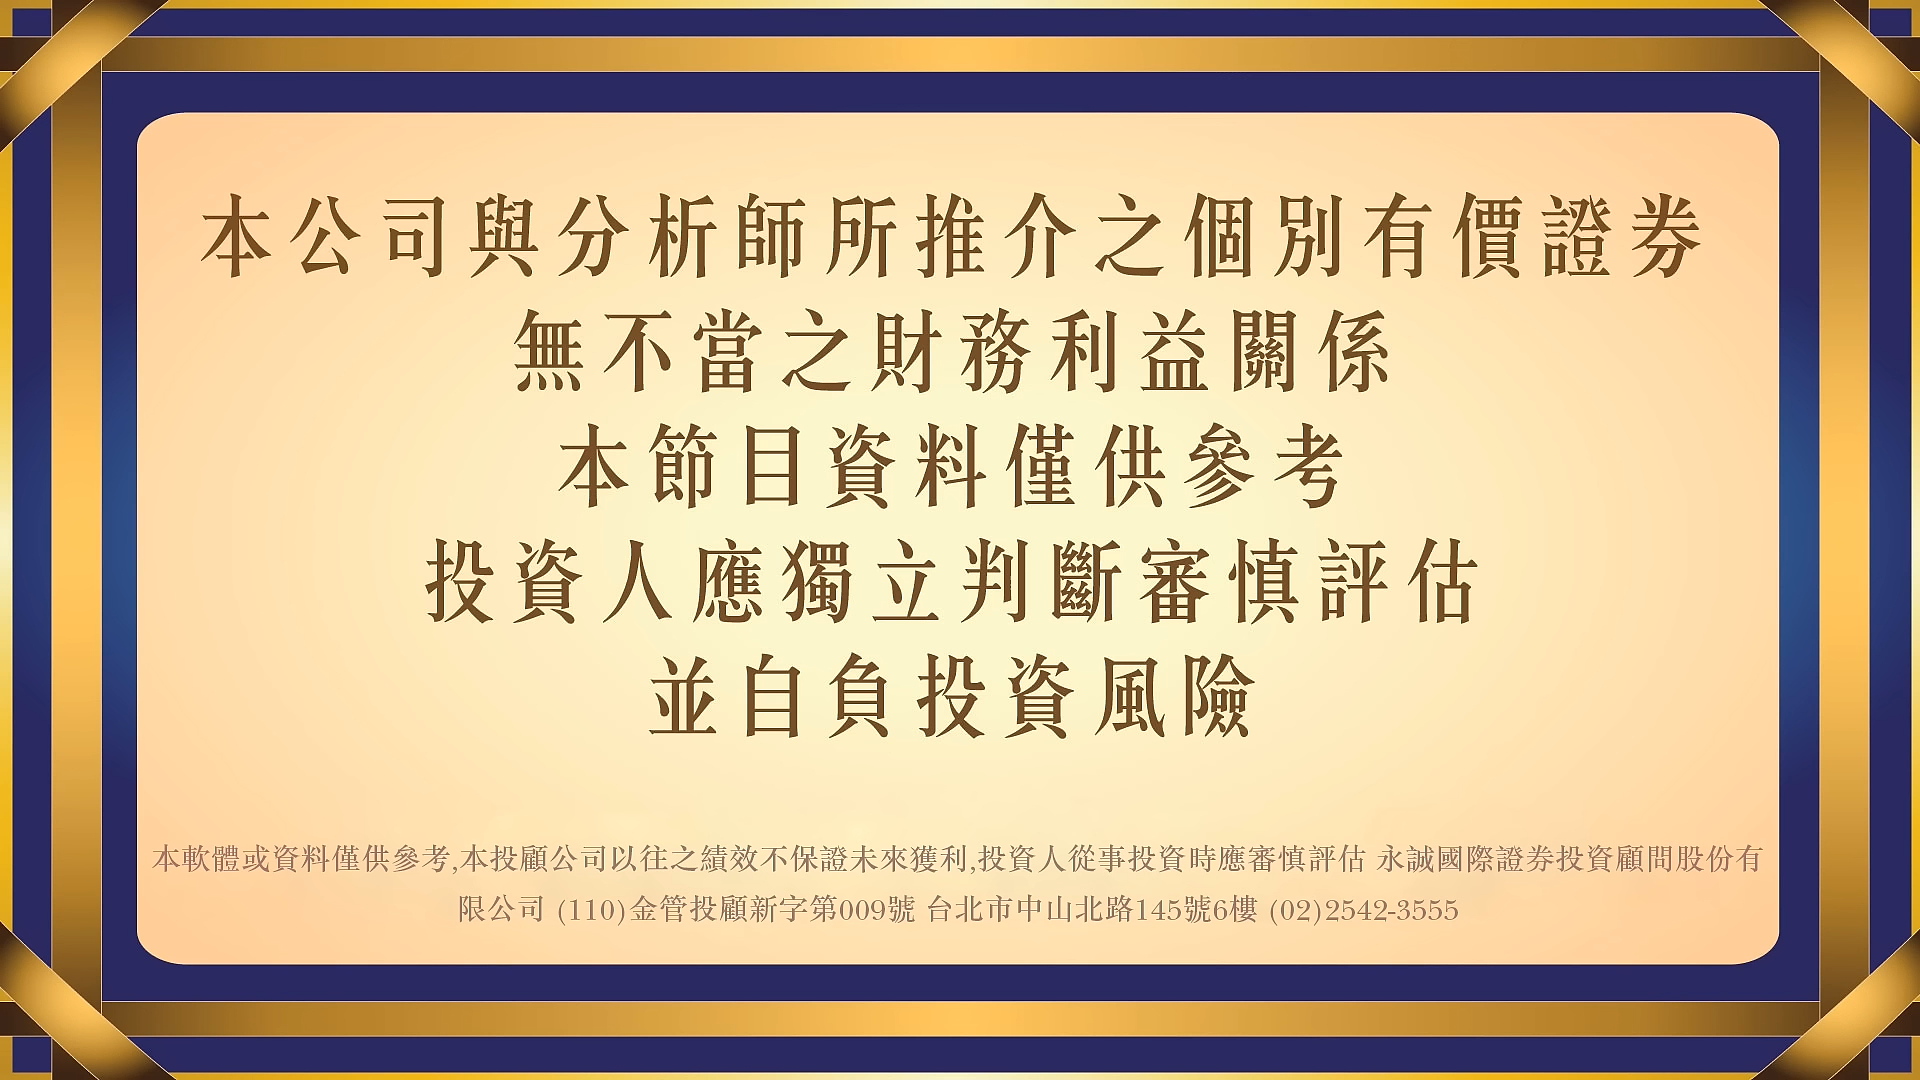 本公司與分析師所推介之個別有價證券
無不當之財務利益關係
本節目資料僅供參考
投資人應獨立判斷審慎評估
並自負投資風險
本軟體或資料僅供參考,本投顧公司以往之績效不保證未來獲利,投資人從事投資時應審慎評估 永誠國際證券投資顧問股份有
限公司 (110)金管投顧新字第009號 台北市中山北路145號6樓 (02)2542-3555